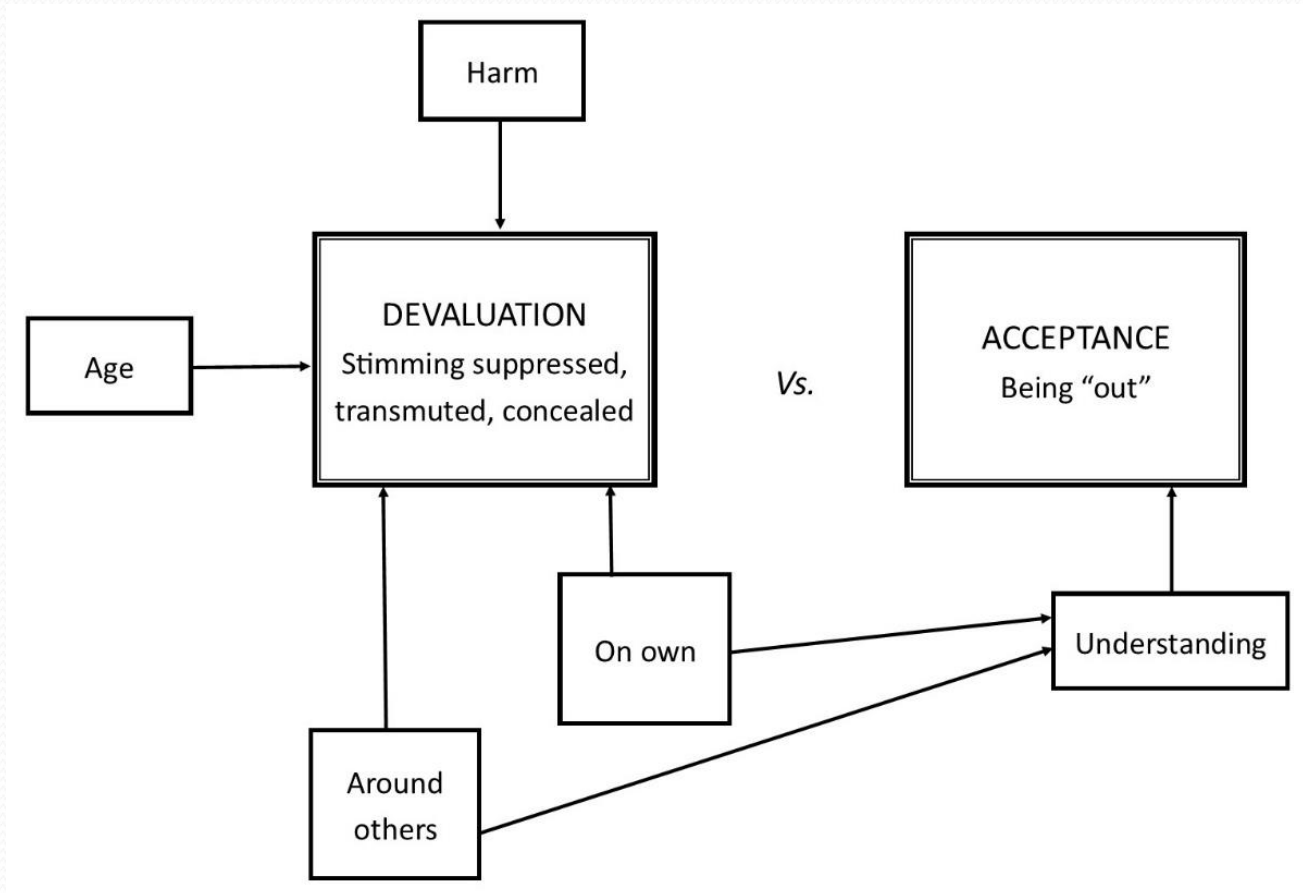 Harm
DEVALUATION
Stimming suppressed,
transmuted, concealed
Age
Vs.
ACCEPTANCE
Being “out”
On own
Understanding
Around
others